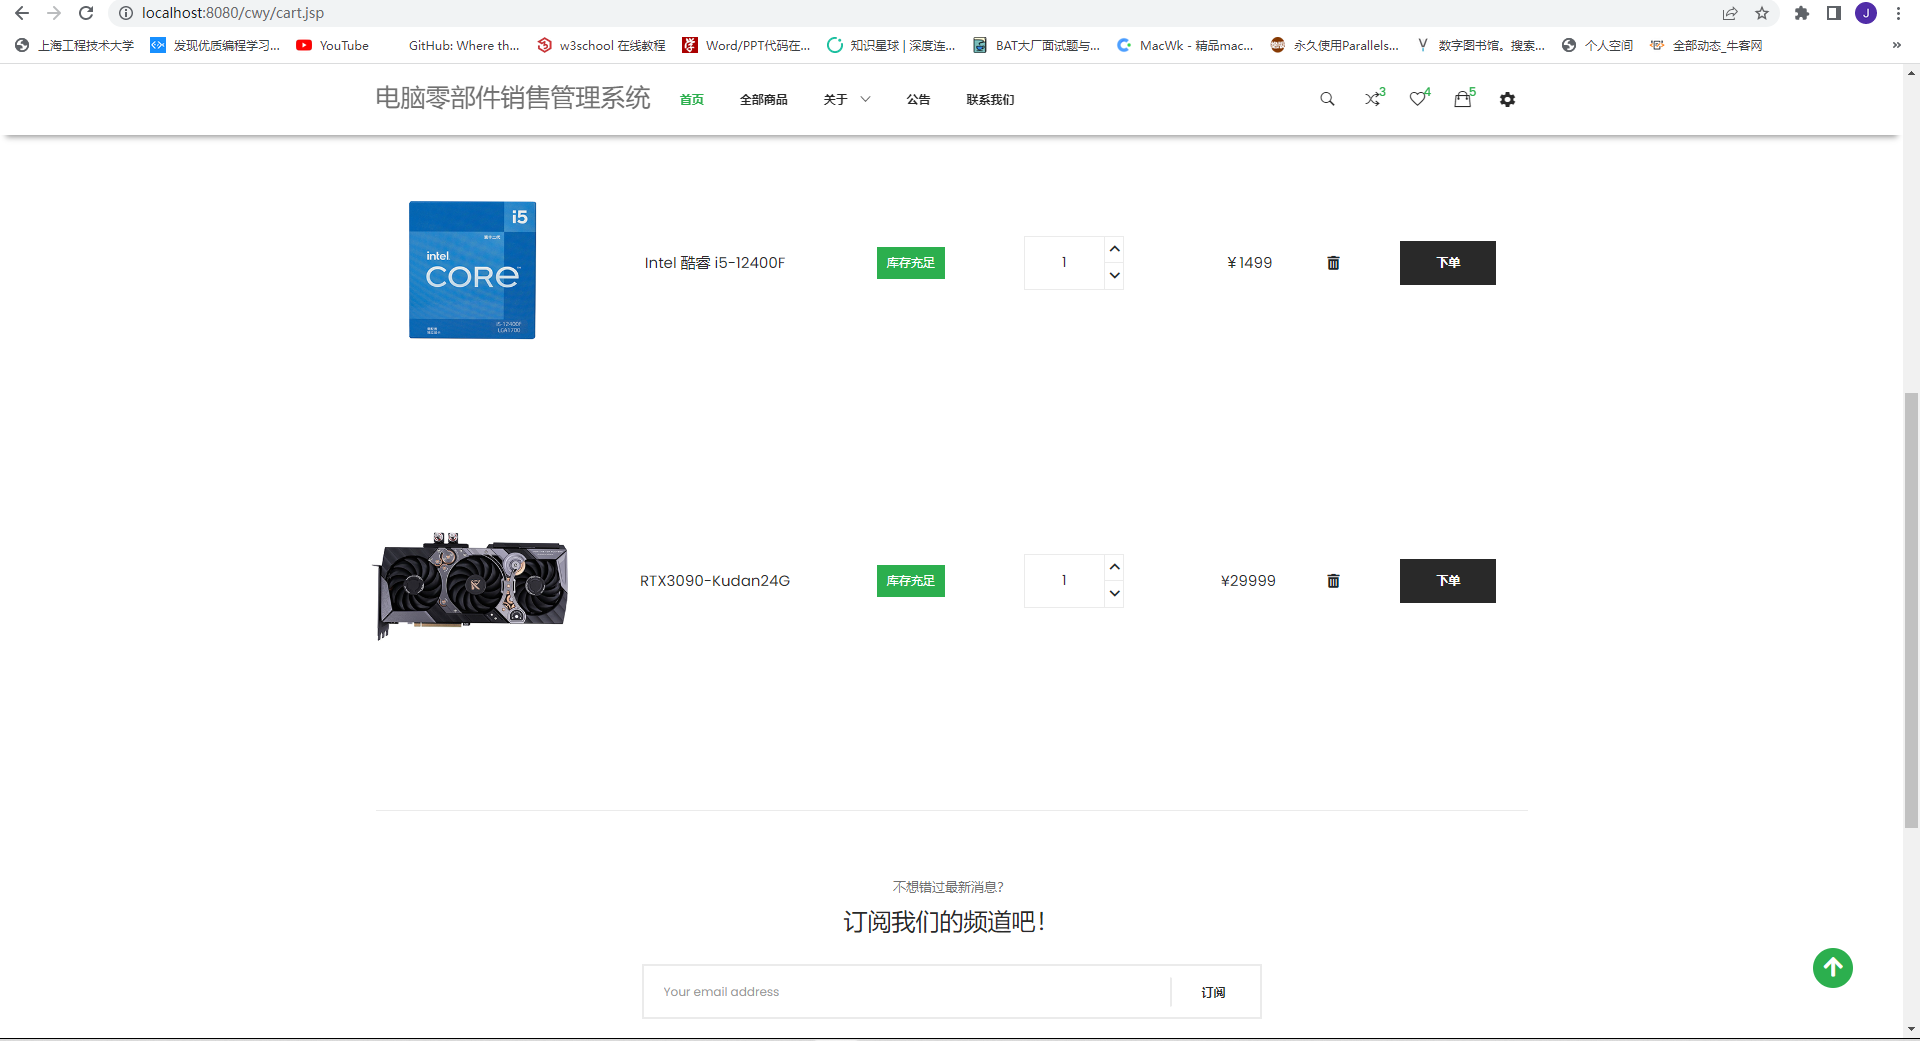 localhost:8080/cwy/cart.jsp
J
上海工程技术大学 发现优质编程学习... YouTube GitHub: Where th... w3school 在线教程 Word/PPT代码在... 知识星球 | 深度连... BAT大厂面试题与... MacWk - 精品mac... 永久使用Parallels... 数字图书馆。搜索... 个人空间 全部动态_牛客网 »
电脑零部件销售管理系统 首页 全部商品 关于 公告 联系我们 3 4 5
i5
intel
CORE
i5-12400F
LGA1700
Intel 酷睿 i5-12400F 库存充足 1 ￥1499 下单
RTX3090-Kudan24G 库存充足 1 ¥29999 下单
不想错过最新消息?
订阅我们的频道吧！
Your email address 订阅